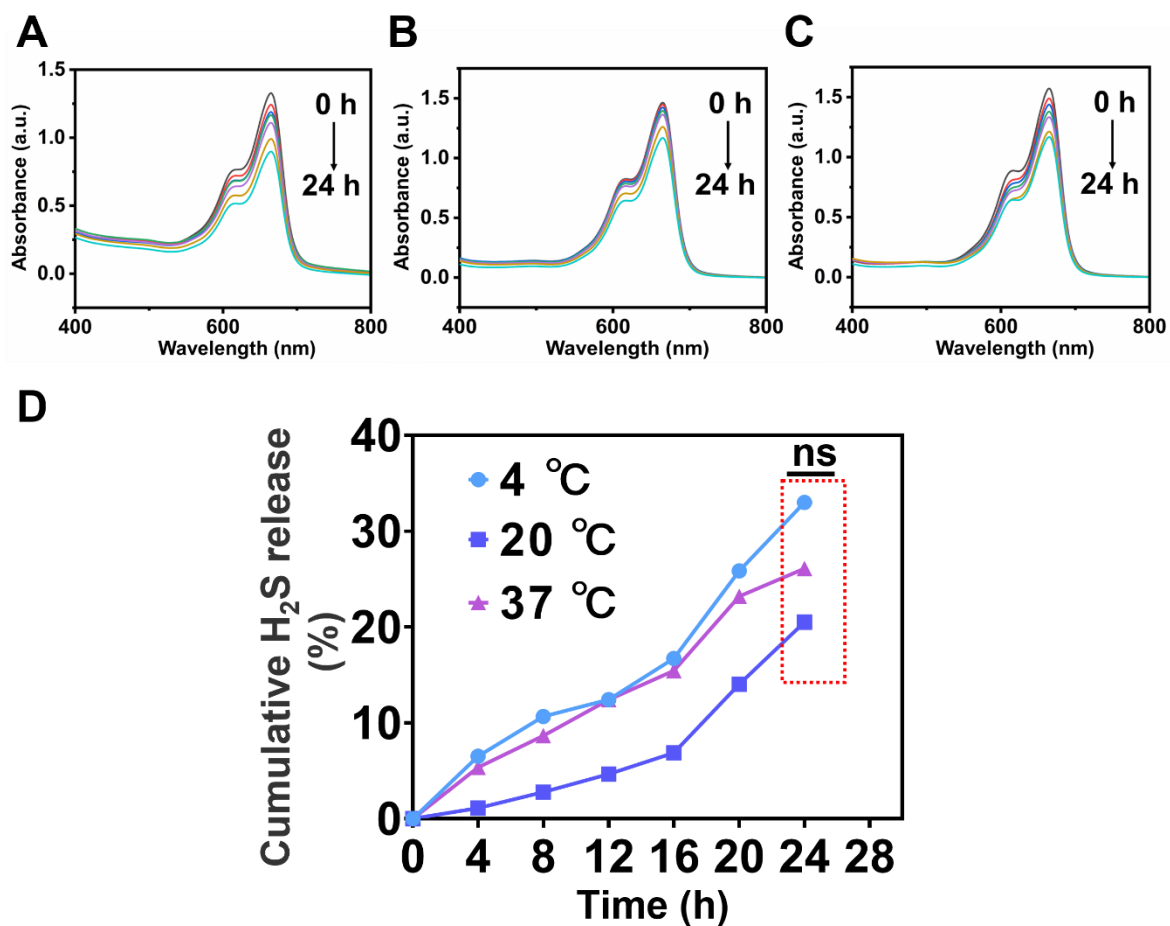 A
Absorbance (a.u.)
1.5
1.0
0.5
0.0
0 h
24 h
400
600
800
Wavelength (nm)
B
Absorbance (a.u.)
1.5
1.0
0.5
0.0
0 h
24 h
400
600
800
Wavelength (nm)
C
Absorbance (a.u.)
1.5
1.0
0.5
0.0
0 h
24 h
400
600
800
Wavelength (nm)
D
Cumulative H₂S release
(%)
40
30
20
10
0
4 °C
20 °C
37 °C
ns
0 4 8 12 16 20 24 28
Time (h)